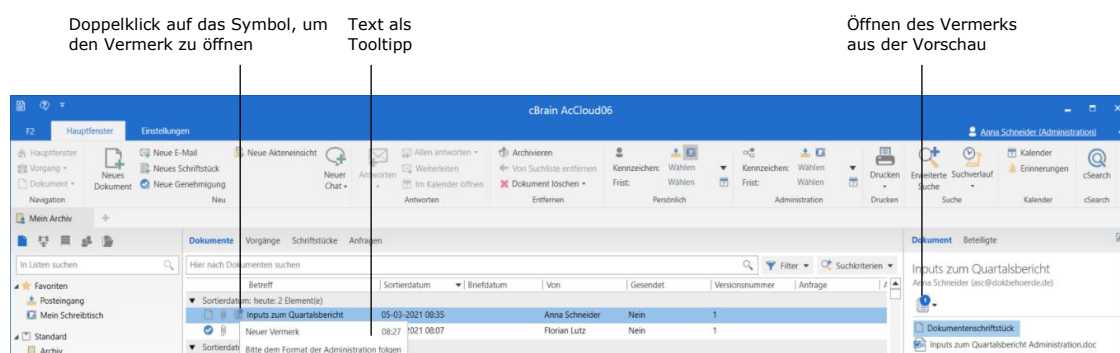 Doppelklick auf das Symbol, um
den Vermerk zu öffnen
Text als
Tooltipp
Öffnen des Vermerks
aus der Vorschau
cBrain AcCloud06
F2 Hauptfenster Einstellungen
Anna Schneider (Administration)
Hauptfenster
Vorgang
Dokument
Navigation
Neues
Dokument
Neue E-Mail
Neues Schriftstück
Neue Genehmigung
Neue Akteneinsicht
Neuer
Chat
Neu
Antworten
Allen antworten
Weiterleiten
Im Kalender öffnen
Antworten
Archivieren
Von Suchliste entfernen
Dokument löschen
Entfernen
Kennzeichen: Wählen
Frist: Wählen
Persönlich
Kennzeichen: Wählen
Frist: Wählen
Administration
Drucken
Drucken
Erweiterte
Suche
Suchverlauf
Suche
Kalender
Erinnerungen
Kalender
cSearch
cSearch
Mein Archiv
Dokumente Vorgänge Schriftstücke Anfragen
Dokument Beteiligte
In Listen suchen
Hier nach Dokumenten suchen
Filter Suchkriterien
Favoriten
Posteingang
Mein Schreibtisch
Standard
Archiv
Betreff Sortierdatum Briefdatum Von Gesendet Versionsnummer Anfrage
Sortierdatum: heute: 2 Element(e)
Inputs zum Quartalsbericht 05-03-2021 08:35 Anna Schneider Nein 1
Neuer Vermerk 08:27 2021 08:07 Florian Lutz Nein 1
Sortierdat Bitte dem Format der Administration folgen
Inputs zum Quartalsbericht
Anna Schneider (asc@dokbehoerde.de)
1
Dokumentenschriftstück
Inputs zum Quartalsbericht Administration.doc